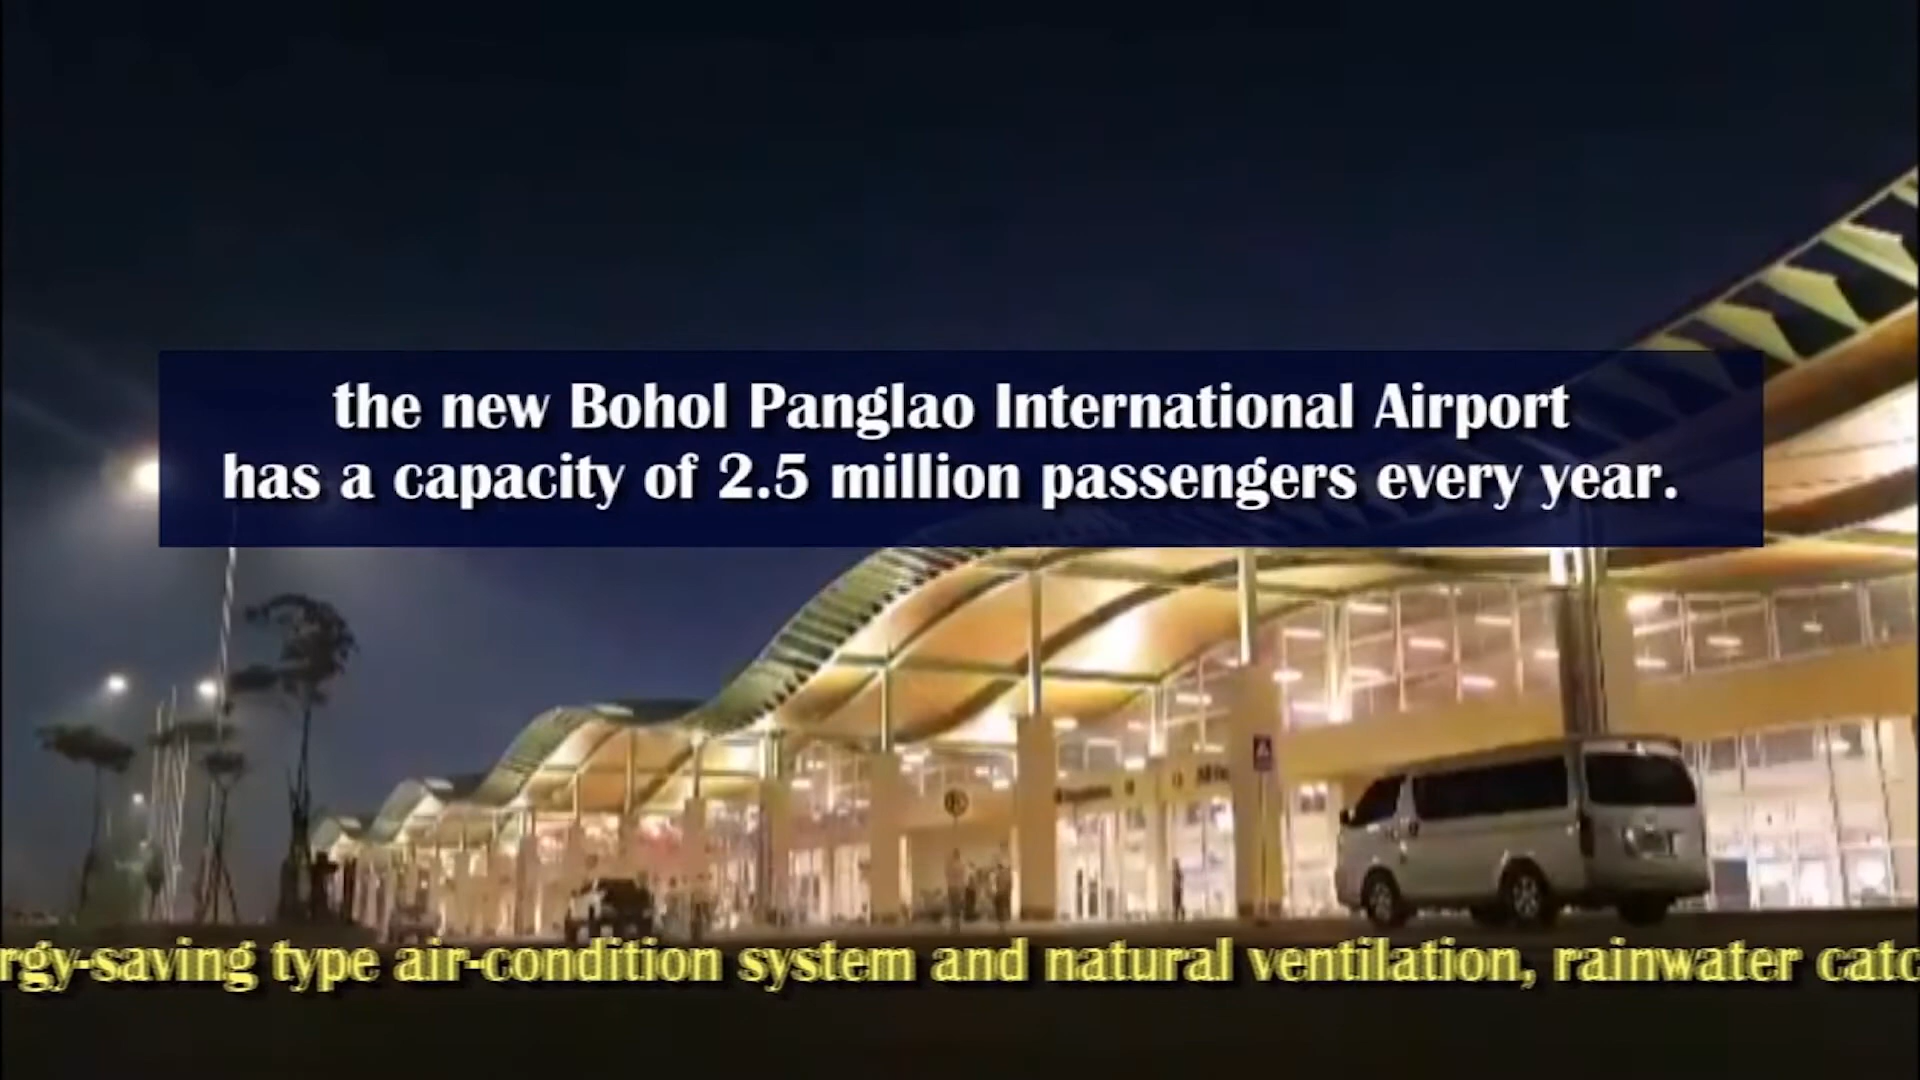 the new Bohol Panglao International Airport
has a capacity of 2.5 million passengers every year.
rgy-saving type air-condition system and natural ventilation, rainwater catc